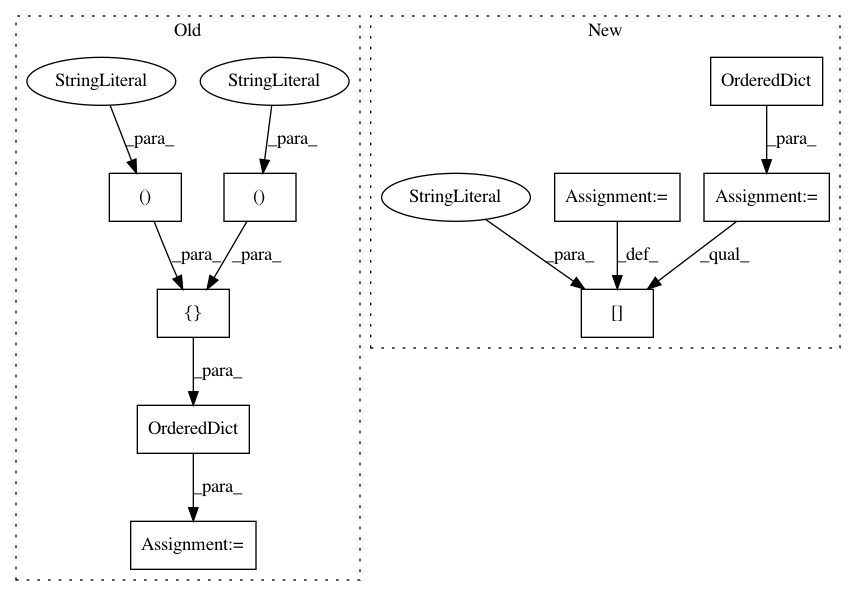 Old
New
StringLiteral
StringLiteral
OrderedDict
_para_
_para_
_para_
()
()
StringLiteral
Assignment:=
Assignment:=
_para_
_para_
_para_
_def_
_qual_
{}
[]
_para_
OrderedDict
_para_
Assignment:=